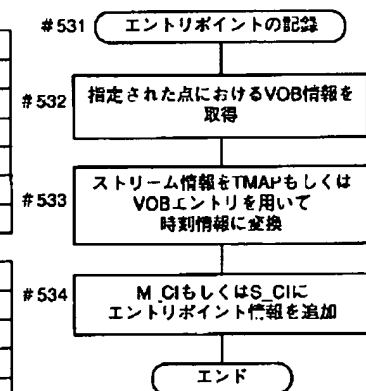 #531 エントリポイントの記録
#532 指定された点におけるVOB情報を
取得
#533 ストリーム情報をTMAPもしくは
VOBエントリを用いて
時刻情報に変換
#534 M_CIもしくはS_CIに
エントリポイント情報を追加
エンド